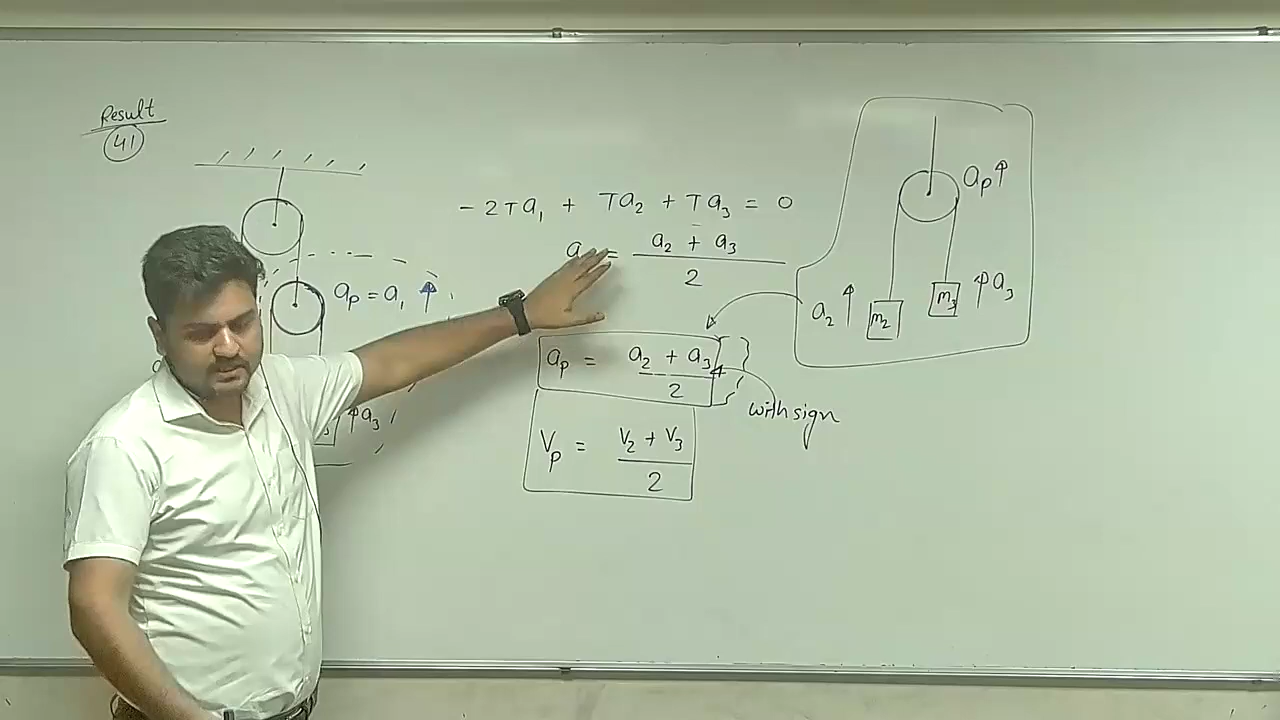 Result
41
- 2Ta₁ + Ta₂ + Ta₃ = 0
a = a₂ + a₃ / 2
aₚ = a₁ ↑
↑a₃
aₚ = a₂ + a₃ / 2
with sign
Vₚ = V₂ + V₃ / 2
aₚ↑
a₂ ↑ m₂
m₃ ↑a₃